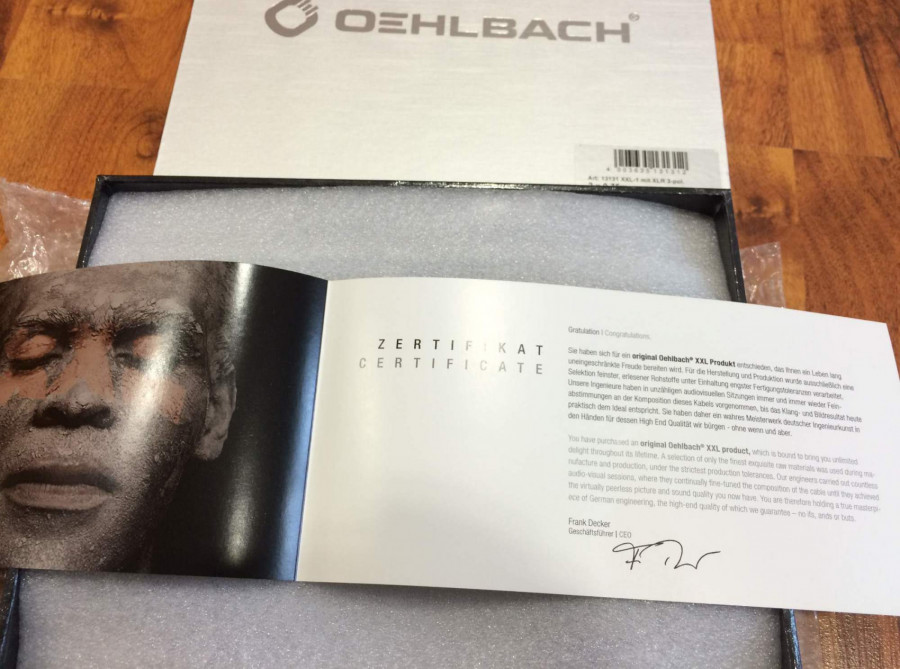 OEHLBACH®
Art: 13131 XXL-1 mit XLR 3-pol.
ZERTIFIKAT
CERTIFICATE
Gratulation | Congratulations:
Sie haben sich für ein original Oehlbach® XXL Produkt entschieden, das Ihnen ein Leben lang
uneingeschränkte Freude bereiten wird. Für die Herstellung und Produktion wurde ausschließlich eine
Selektion feinster, erlesener Rohstoffe unter Einhaltung engster Fertigungstoleranzen verarbeitet.
Unsere Ingenieure haben in unzähligen audiovisuellen Sitzungen immer und immer wieder Fein-
abstimmungen an der Komposition dieses Kabels vorgenommen, bis das Klang- und Bildresultat heute
praktisch dem Ideal entspricht. Sie haben daher ein wahres Meisterwerk deutscher Ingenieurkunst in
den Händen für dessen High End Qualität wir bürgen - ohne wenn und aber.
You have purchased an original Oehlbach® XXL product, which is bound to bring you unlimited
delight throughout its lifetime. A selection of only the finest exquisite raw materials was used during ma-
nufacture and production, under the strictest production tolerances. Our engineers carried out countless
audio-visual sessions, where they continually fine-tuned the composition of the cable until they achieved
the virtually peerless picture and sound quality you now have. You are therefore holding a true masterpi-
ece of German engineering, the high-end quality of which we guarantee – no ifs, ands or buts.
Frank Decker
Geschäftsführer | CEO